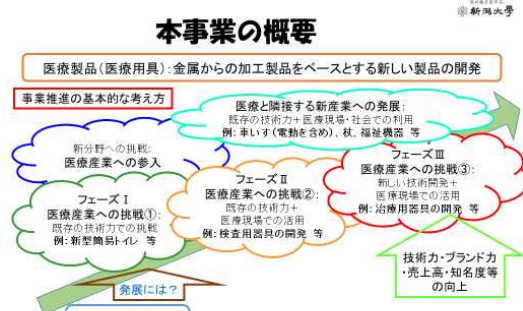 新潟大學
本事業の概要
医療製品(医療用具):金属からの加工製品をベースとする新しい製品の開発
事業推進の基本的な考え方
医療と隣接する新産業への発展:
既存の技術力+医療現場・社会での利用
例:車いす(電動を含め)、杖、福祉機器 等
新分野への挑戦:
医療産業への参入
フェーズⅠ
医療産業への挑戦①:
既存の技術力での挑戦
例:新型簡易トイレ 等
フェーズⅡ
医療産業への挑戦②:
既存の技術力+
医療現場での活用
例:検査用器具の開発 等
フェーズⅢ
医療産業への挑戦③:
新しい技術開発+
医療現場での活用
例:治療用器具の開発 等
発展には?
技術力・ブランド力
・売上高・知名度等
の向上